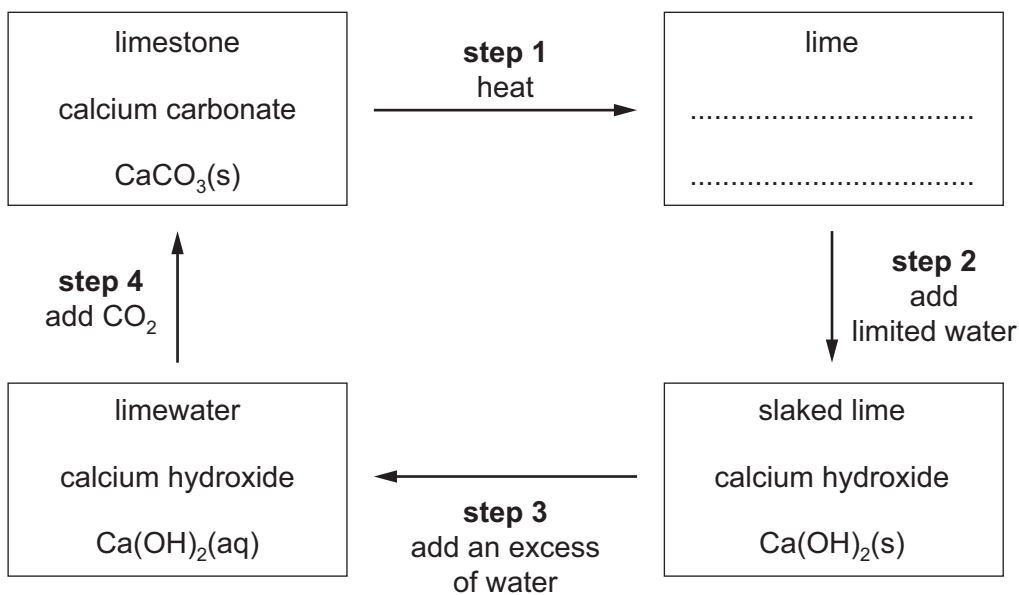 limestone
calcium carbonate
CaCO₃(s)
step 1
heat
lime
....................................
....................................
step 4
add CO₂
step 2
add
limited water
limewater
calcium hydroxide
Ca(OH)₂(aq)
step 3
add an excess
of water
slaked lime
calcium hydroxide
Ca(OH)₂(s)